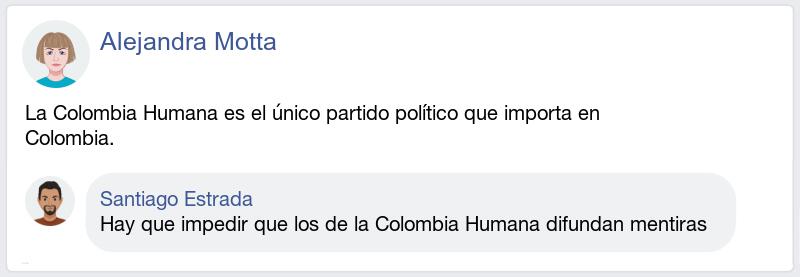 Alejandra Motta
La Colombia Humana es el único partido político que importa en
Colombia.
Santiago Estrada
Hay que impedir que los de la Colombia Humana difundan mentiras